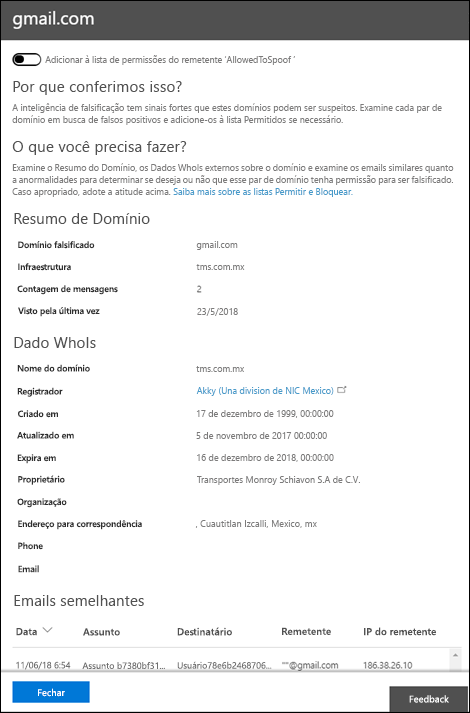 gmail.com
Adicionar à lista de permissões do remetente 'AllowedToSpoof '
Por que conferimos isso?
A inteligência de falsificação tem sinais fortes que estes domínios podem ser suspeitos. Examine cada par de
domínio em busca de falsos positivos e adicione-os à lista Permitidos se necessário.
O que você precisa fazer?
Examine o Resumo do Domínio, os Dados WhoIs externos sobre o domínio e examine os emails similares quanto
a anormalidades para determinar se deseja ou não que esse par de domínio tenha permissão para ser falsificado.
Caso apropriado, adote a atitude acima. Saiba mais sobre as listas Permitir e Bloquear.
Resumo de Domínio
Domínio falsificado gmail.com
Infraestrutura tms.com.mx
Contagem de mensagens 2
Visto pela última vez 23/5/2018
Dado WhoIs
Nome do domínio tms.com.mx
Registrador Akky (Una division de NIC Mexico)
Criado em 17 de dezembro de 1999, 00:00:00
Atualizado em 5 de novembro de 2017 00:00:00
Expira em 16 de dezembro de 2018, 00:00:00
Proprietário Transportes Monroy Schiavon S.A de C.V.
Organização
Endereço para correspondência , Cuautitlan Izcalli, Mexico, mx
Phone
Email
Emails semelhantes
Data Assunto Destinatário Remetente IP do remetente
11/06/18 6:54 Assunto b7380bf31... Usuário78e6b2468706... ""@gmail.com 186.38.26.10
Fechar
Feedback